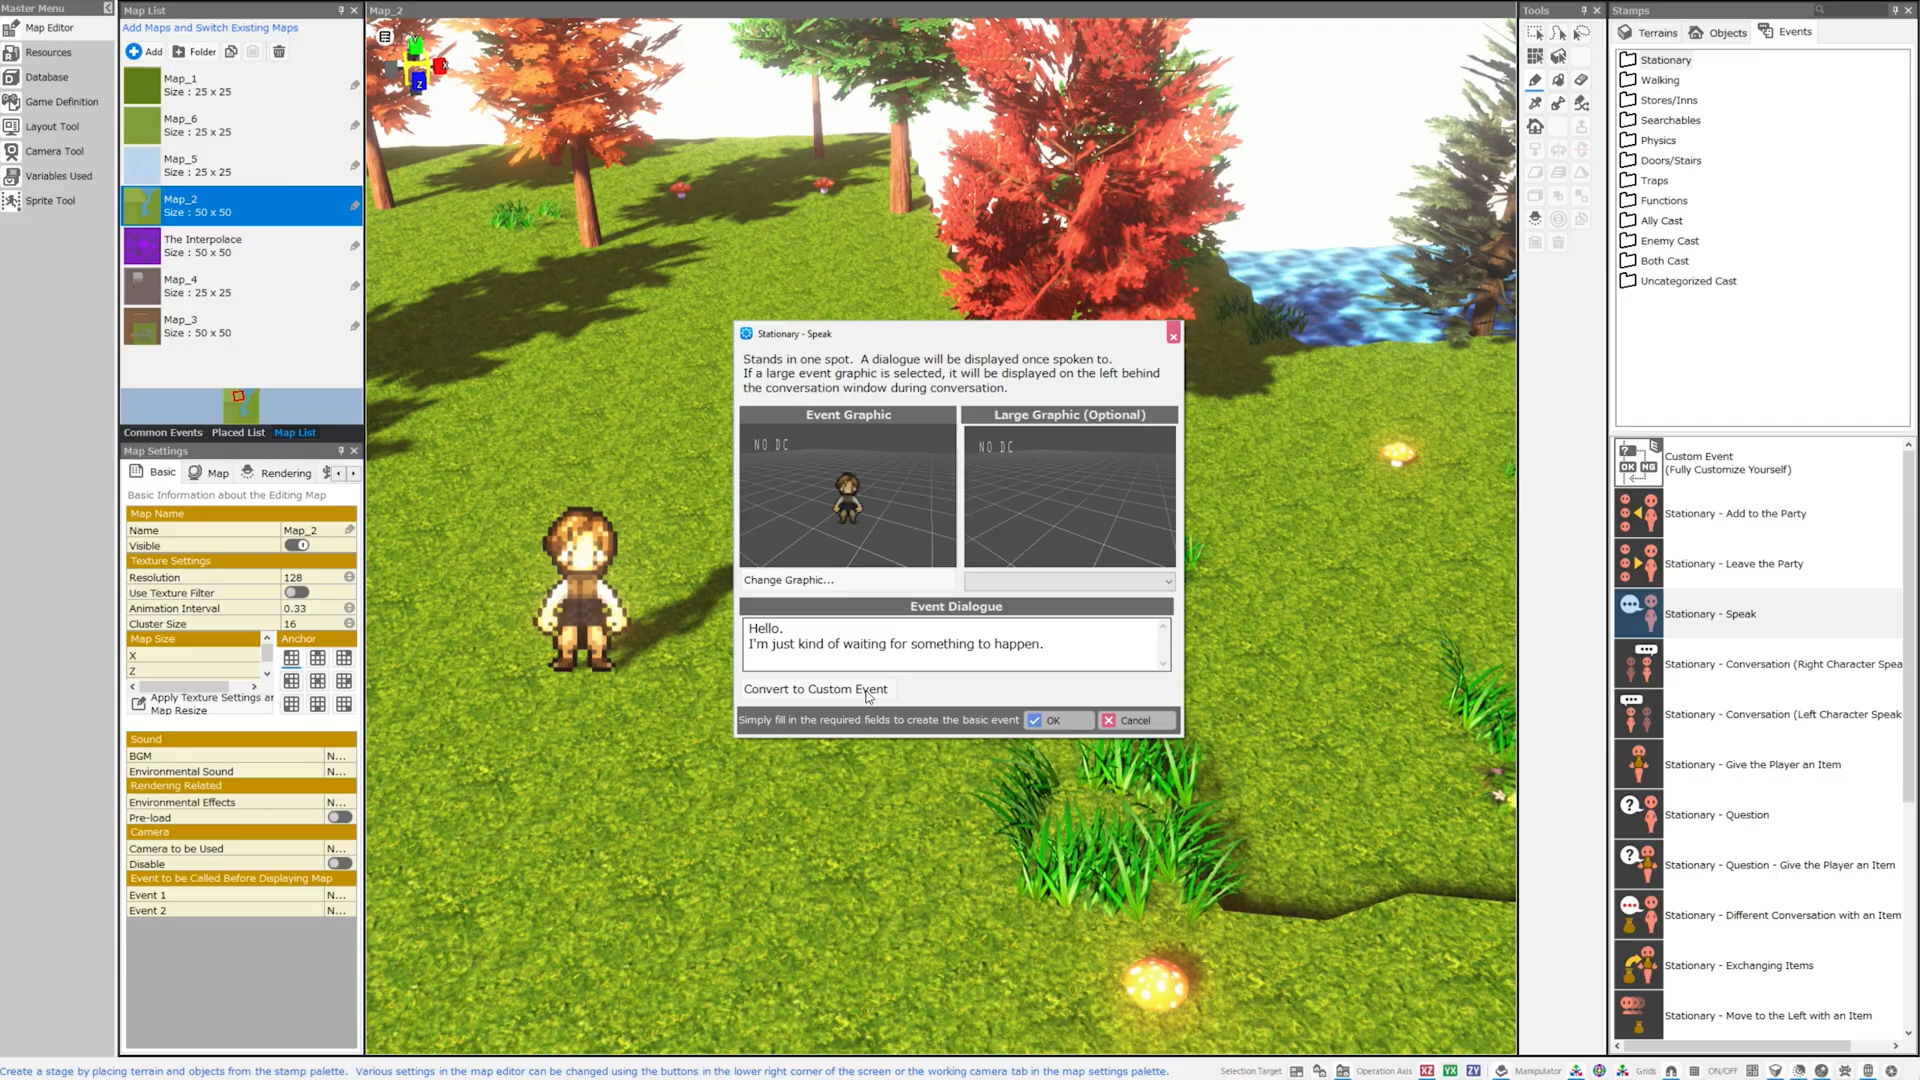 Master Menu
Map Editor
Resources
Database
Game Definition
Layout Tool
Camera Tool
Variables Used
Sprite Tool
Map List
Add Maps and Switch Existing Maps
Add
Folder
Map_1
Size : 25 x 25
Map_6
Size : 25 x 25
Map_5
Size : 25 x 25
Map_2
Size : 50 x 50
The Interpolace
Size : 50 x 50
Map_4
Size : 25 x 25
Map_3
Size : 50 x 50
Common Events Placed List Map List
Map Settings
Basic Map Rendering
Basic Information about the Editing Map
Map Name
Name Map_2
Visible
Texture Settings
Resolution 128
Use Texture Filter
Animation Interval 0.33
Cluster Size 16
Map Size Anchor
X
Z
Apply Texture Settings ar
Map Resize
Sound
BGM N...
Environmental Sound N...
Rendering Related
Environmental Effects N...
Pre-load
Camera
Camera to be Used N...
Disable
Event to be Called Before Displaying Map
Event 1 N...
Event 2 N...
Map_2
Y
X
Z
Stationary - Speak
Stands in one spot. A dialogue will be displayed once spoken to.
If a large event graphic is selected, it will be displayed on the left behind
the conversation window during conversation.
Event Graphic
Large Graphic (Optional)
NO DC
NO DC
Change Graphic...
Event Dialogue
Hello.
I'm just kind of waiting for something to happen.
Convert to Custom Event
Simply fill in the required fields to create the basic event
OK
Cancel
Tools
Stamps
Terrains Objects Events
Stationary
Walking
Stores/Inns
Searchables
Physics
Doors/Stairs
Traps
Functions
Ally Cast
Enemy Cast
Both Cast
Uncategorized Cast
OK NG
Custom Event
(Fully Customize Yourself)
Stationary - Add to the Party
Stationary - Leave the Party
Stationary - Speak
Stationary - Conversation (Right Character Spea
Stationary - Conversation (Left Character Speak
Stationary - Give the Player an Item
Stationary - Question
Stationary - Question - Give the Player an Item
Stationary - Different Conversation with an Item
Stationary - Exchanging Items
Stationary - Move to the Left with an Item
Create a stage by placing terrain and objects from the stamp palette. Various settings in the map editor can be changed using the buttons in the lower right corner of the screen or the working camera tab in the map settings palette.
Selection Target
Operation Axis XZ YX ZY
Manipulator
Grids
ON/OFF